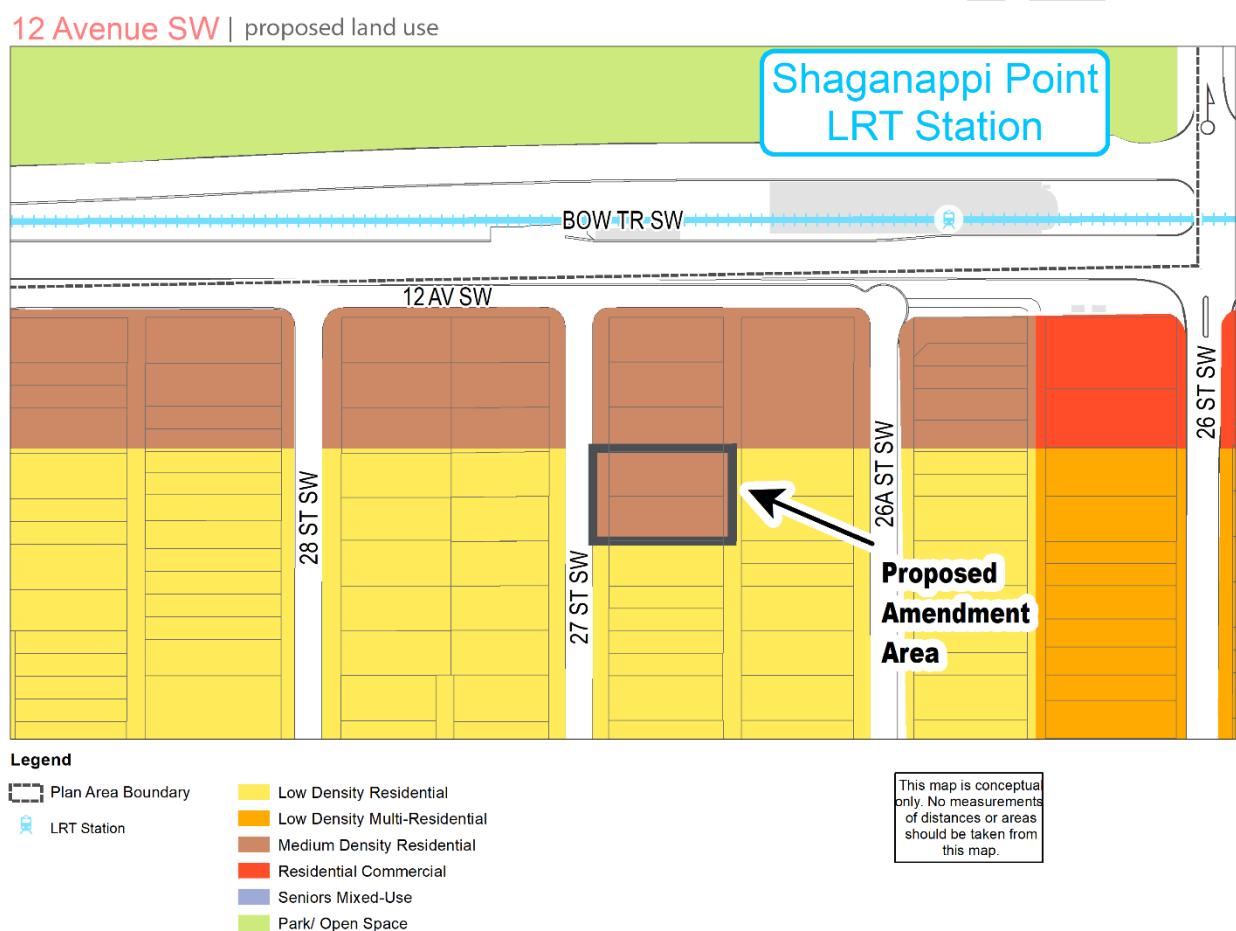 12 Avenue SW | proposed land use
Shaganappi Point
LRT Station
BOW TR SW
12 AV SW
28 ST SW
27 ST SW
26A ST SW
26 ST SW
Proposed
Amendment
Area
Legend
Plan Area Boundary
LRT Station
Low Density Residential
Low Density Multi-Residential
Medium Density Residential
Residential Commercial
Seniors Mixed-Use
Park/ Open Space
This map is conceptual
only. No measurements
of distances or areas
should be taken from
this map.